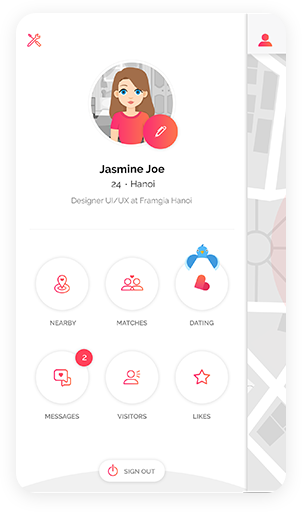 Jasmine Joe
24 - Hanoi
Designer UI/UX at Framgia Hanoi
NEARBY
MATCHES
DATING
2
MESSAGES
VISITORS
LIKES
SIGN OUT